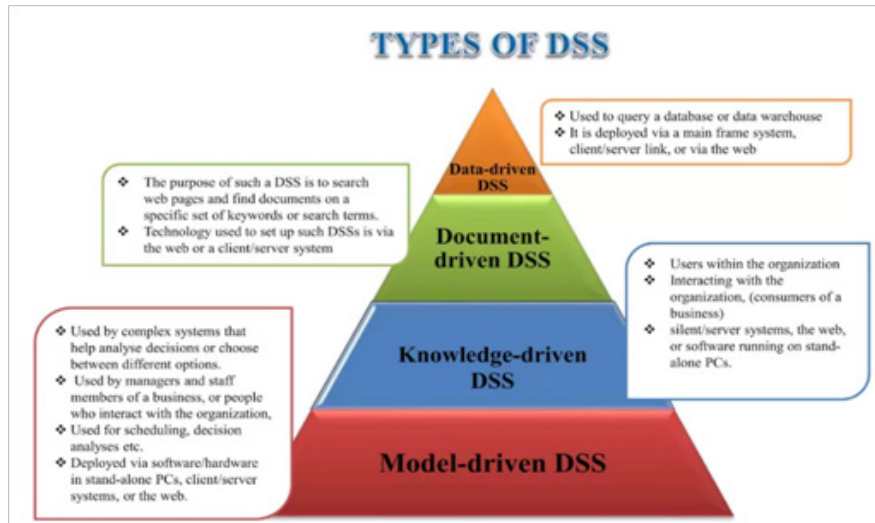 TYPES OF DSS
❖ Used to query a database or data warehouse
❖ It is deployed via a main frame system,
client/server link, or via the web
Data-driven
DSS
❖ The purpose of such a DSS is to search
web pages and find documents on a
specific set of keywords or search terms.
❖ Technology used to set up such DSSs is via
the web or a client/server system
Document-
driven DSS
❖ Users within the organization
❖ Interacting with the
organization, (consumers of a
business)
❖ silent/server systems, the web,
or software running on stand-
alone PCs.
Knowledge-driven
DSS
❖ Used by complex systems that
help analyse decisions or choose
between different options.
❖ Used by managers and staff
members of a business, or people
who interact with the organization,
❖ Used for scheduling, decision
analyses etc.
❖ Deployed via software/hardware
in stand-alone PCs, client/server
systems, or the web.
Model-driven DSS